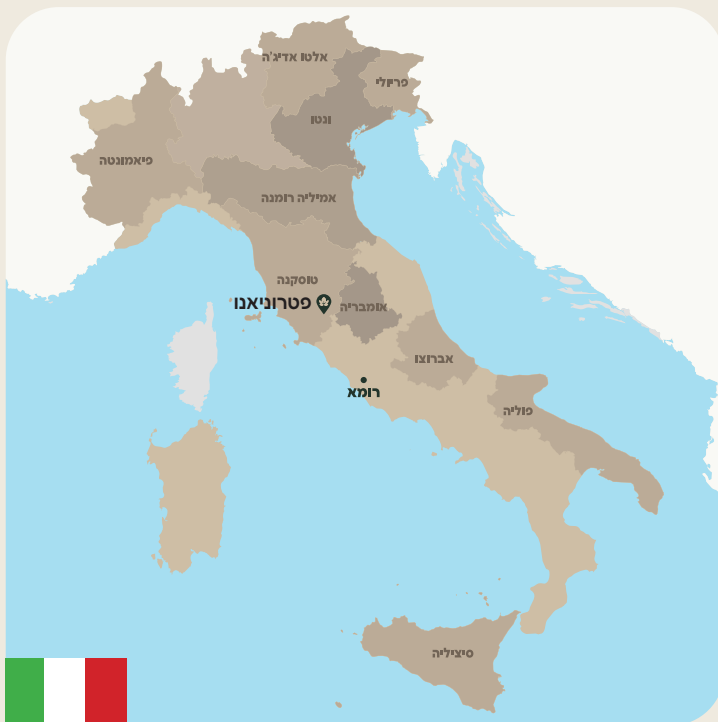 אלטו אדיג'ה
פריולי
ונטו
פיאמונטה
אמיליה רומנה
טוסקנה
פטרוניאנו
אומבריה
אברוצו
רומא
פוליה
סיציליה